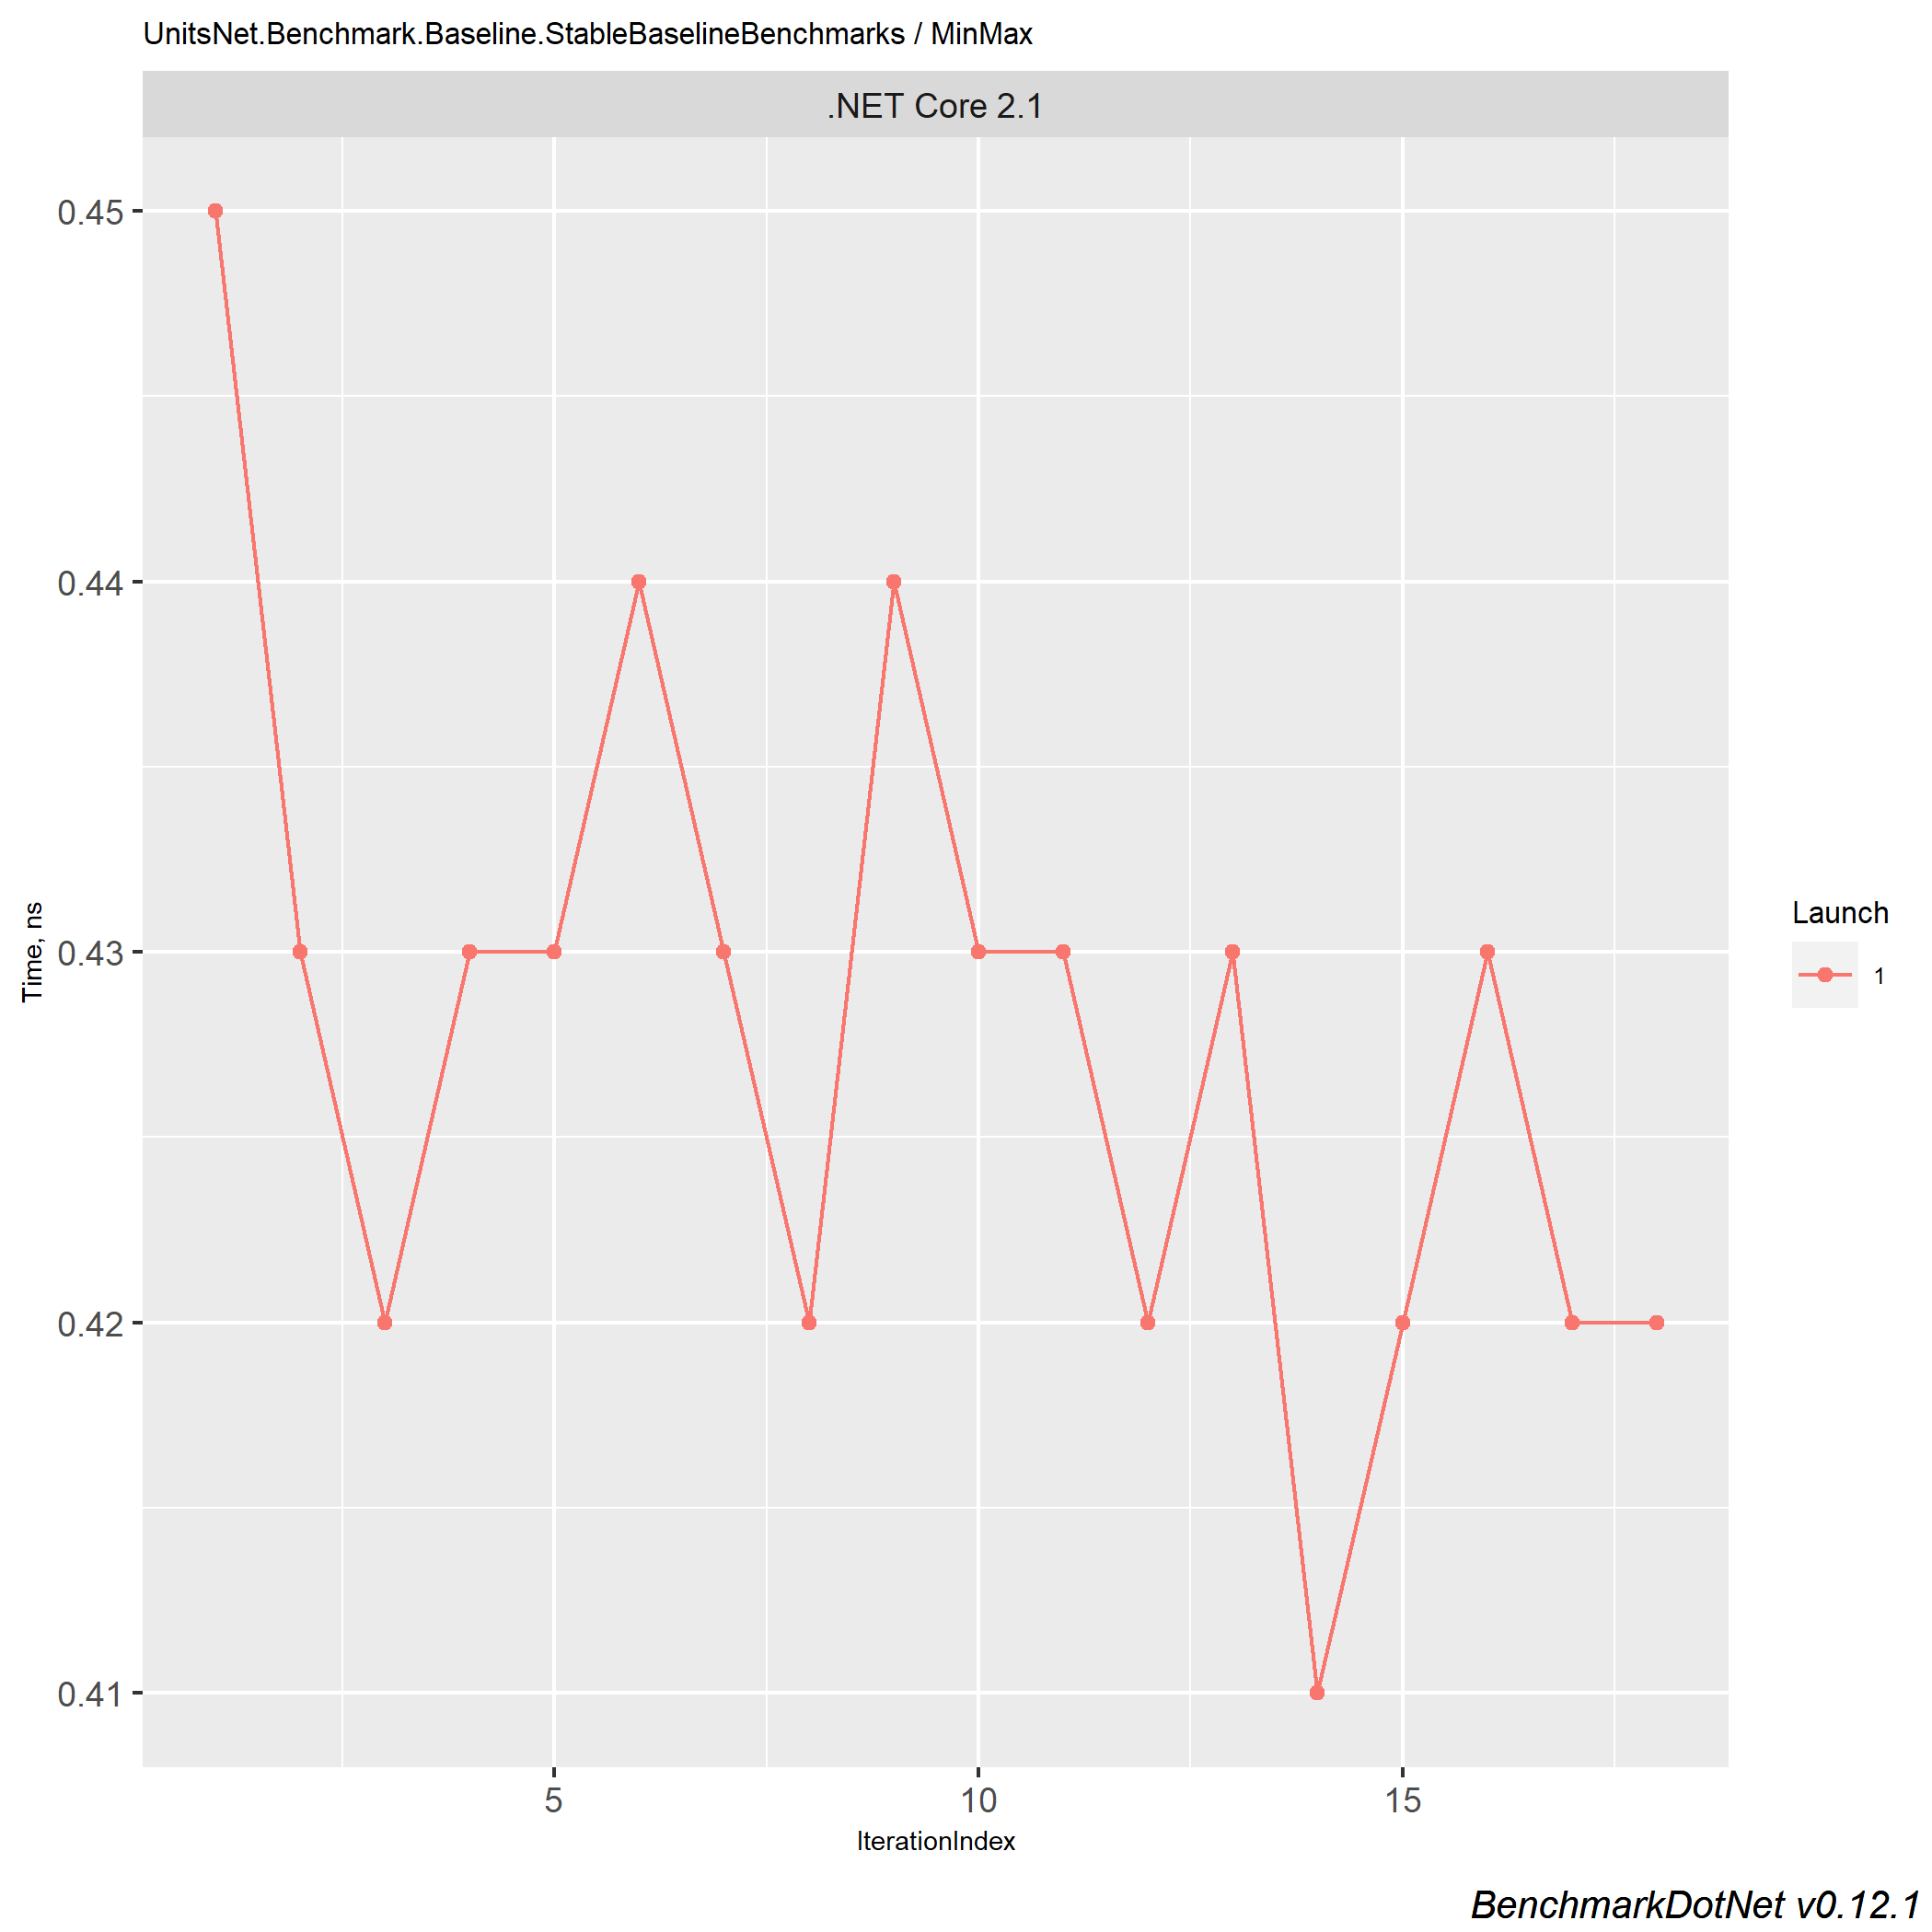 UnitsNet.Benchmark.Baseline.StableBaselineBenchmarks / MinMax
.NET Core 2.1
0.45
0.44
0.43
0.42
0.41
Time, ns
5 10 15
IterationIndex
Launch
1
BenchmarkDotNet v0.12.1